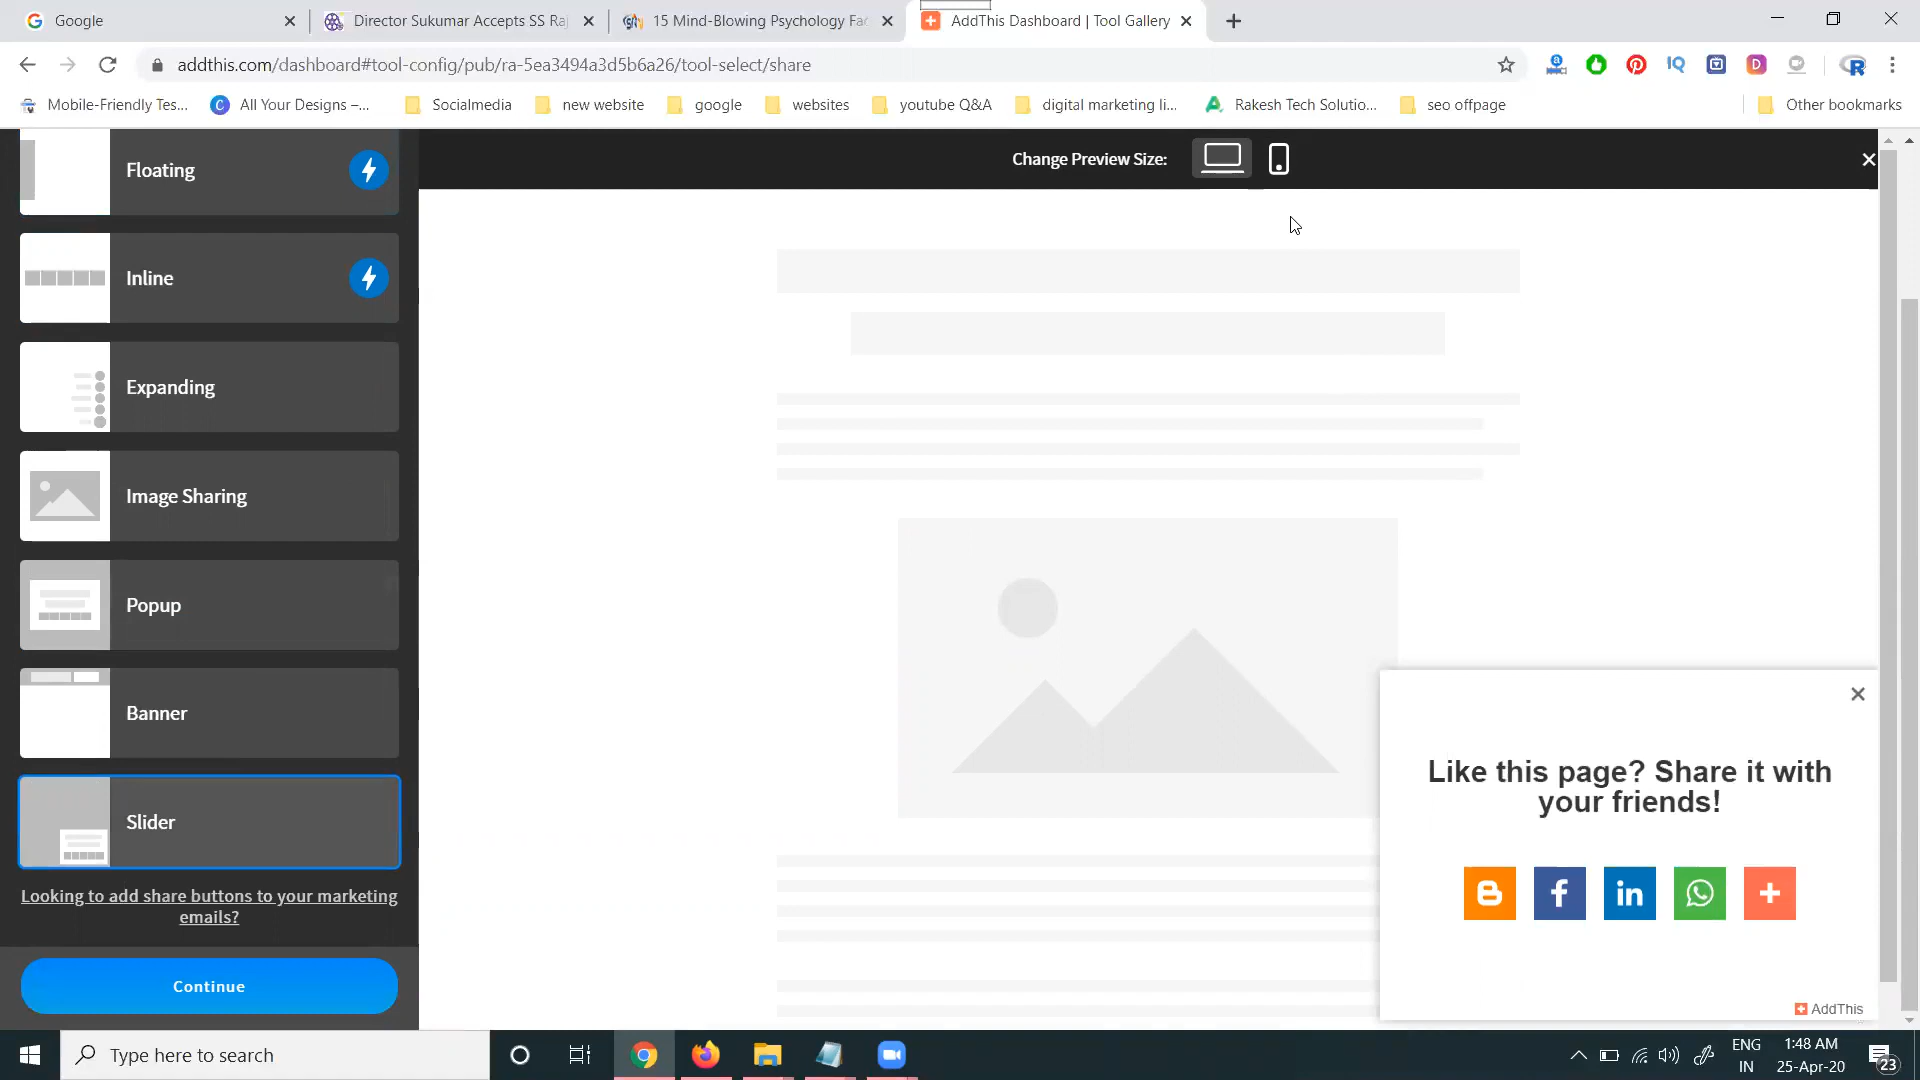 Google
Director Sukumar Accepts SS Raj
15 Mind-Blowing Psychology Fac
AddThis Dashboard | Tool Gallery
addthis.com/dashboard#tool-config/pub/ra-5ea3494a3d5b6a26/tool-select/share
Mobile-Friendly Tes...
All Your Designs –...
Socialmedia
new website
google
websites
youtube Q&A
digital marketing li...
Rakesh Tech Solutio...
seo offpage
Other bookmarks
Change Preview Size:
Floating
Inline
Expanding
Image Sharing
Popup
Banner
Slider
Looking to add share buttons to your marketing
emails?
Continue
Like this page? Share it with
your friends!
AddThis
Type here to search
ENG
IN
1:48 AM
25-Apr-20
23